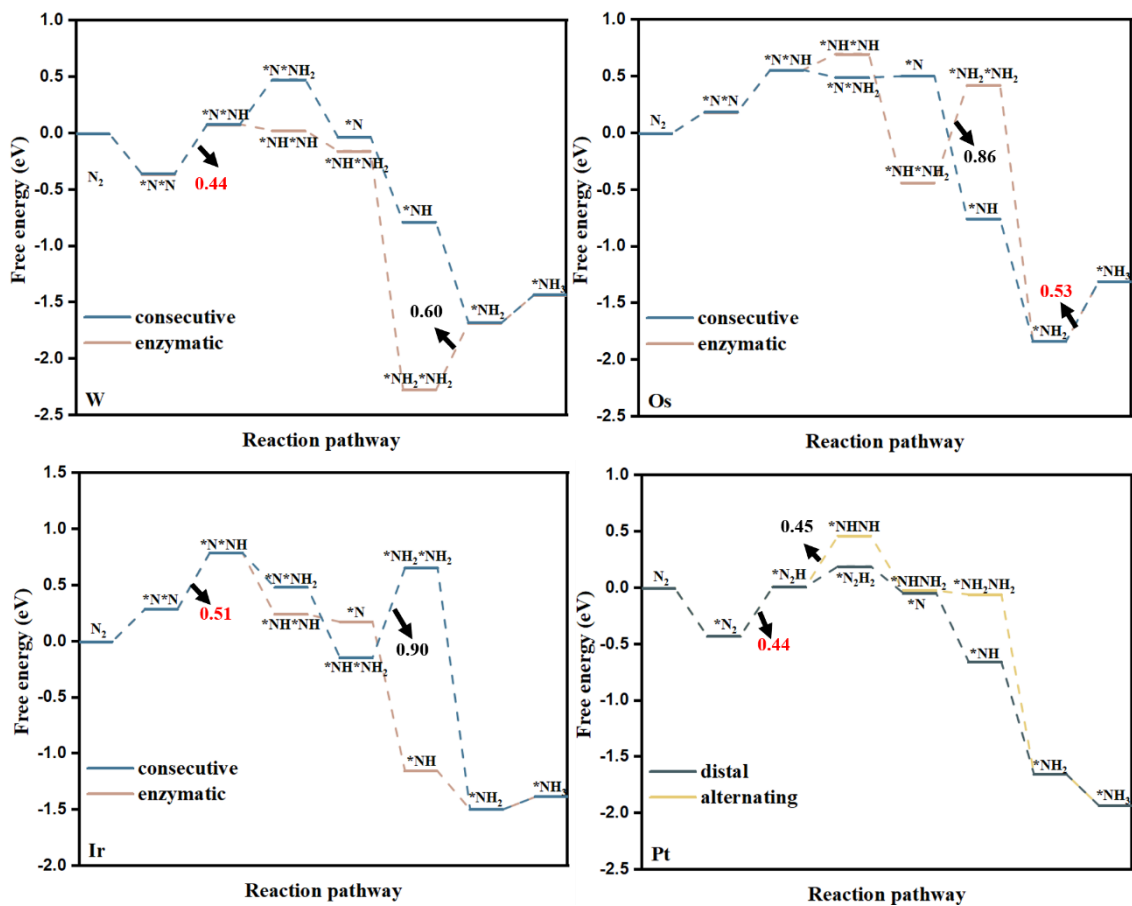 1.0
0.5
0.0
-0.5
-1.0
-1.5
-2.0
-2.5
Free energy (eV)
N₂
*N*N
*N*NH
0.44
*N*NH₂
*NH*NH
*N
*NH*NH₂
*NH
*NH₂*NH₂
0.60
*NH₂
*NH₃
consecutive
enzymatic
W
Reaction pathway
1.0
0.5
0.0
-0.5
-1.0
-1.5
-2.0
-2.5
Free energy (eV)
N₂
*N*N
*N*NH
*NH*NH
*N*NH₂
*N
*NH*NH₂
*NH₂*NH₂
0.86
*NH
0.53
*NH₂
*NH₃
consecutive
enzymatic
Os
Reaction pathway
1.5
1.0
0.5
0.0
-0.5
-1.0
-1.5
-2.0
Free energy (eV)
N₂
*N*N
*N*NH
0.51
*N*NH₂
*NH*NH
*N
*NH*NH₂
*NH₂*NH₂
0.90
*NH
*NH₂
*NH₃
consecutive
enzymatic
Ir
Reaction pathway
1.0
0.5
0.0
-0.5
-1.0
-1.5
-2.0
-2.5
Free energy (eV)
N₂
*N₂
*N₂H
0.44
0.45
*NHNH
*N₂H₂
*NHNH₂
*N
*NH₂NH₂
*NH
*NH₂
*NH₃
distal
alternating
Pt
Reaction pathway